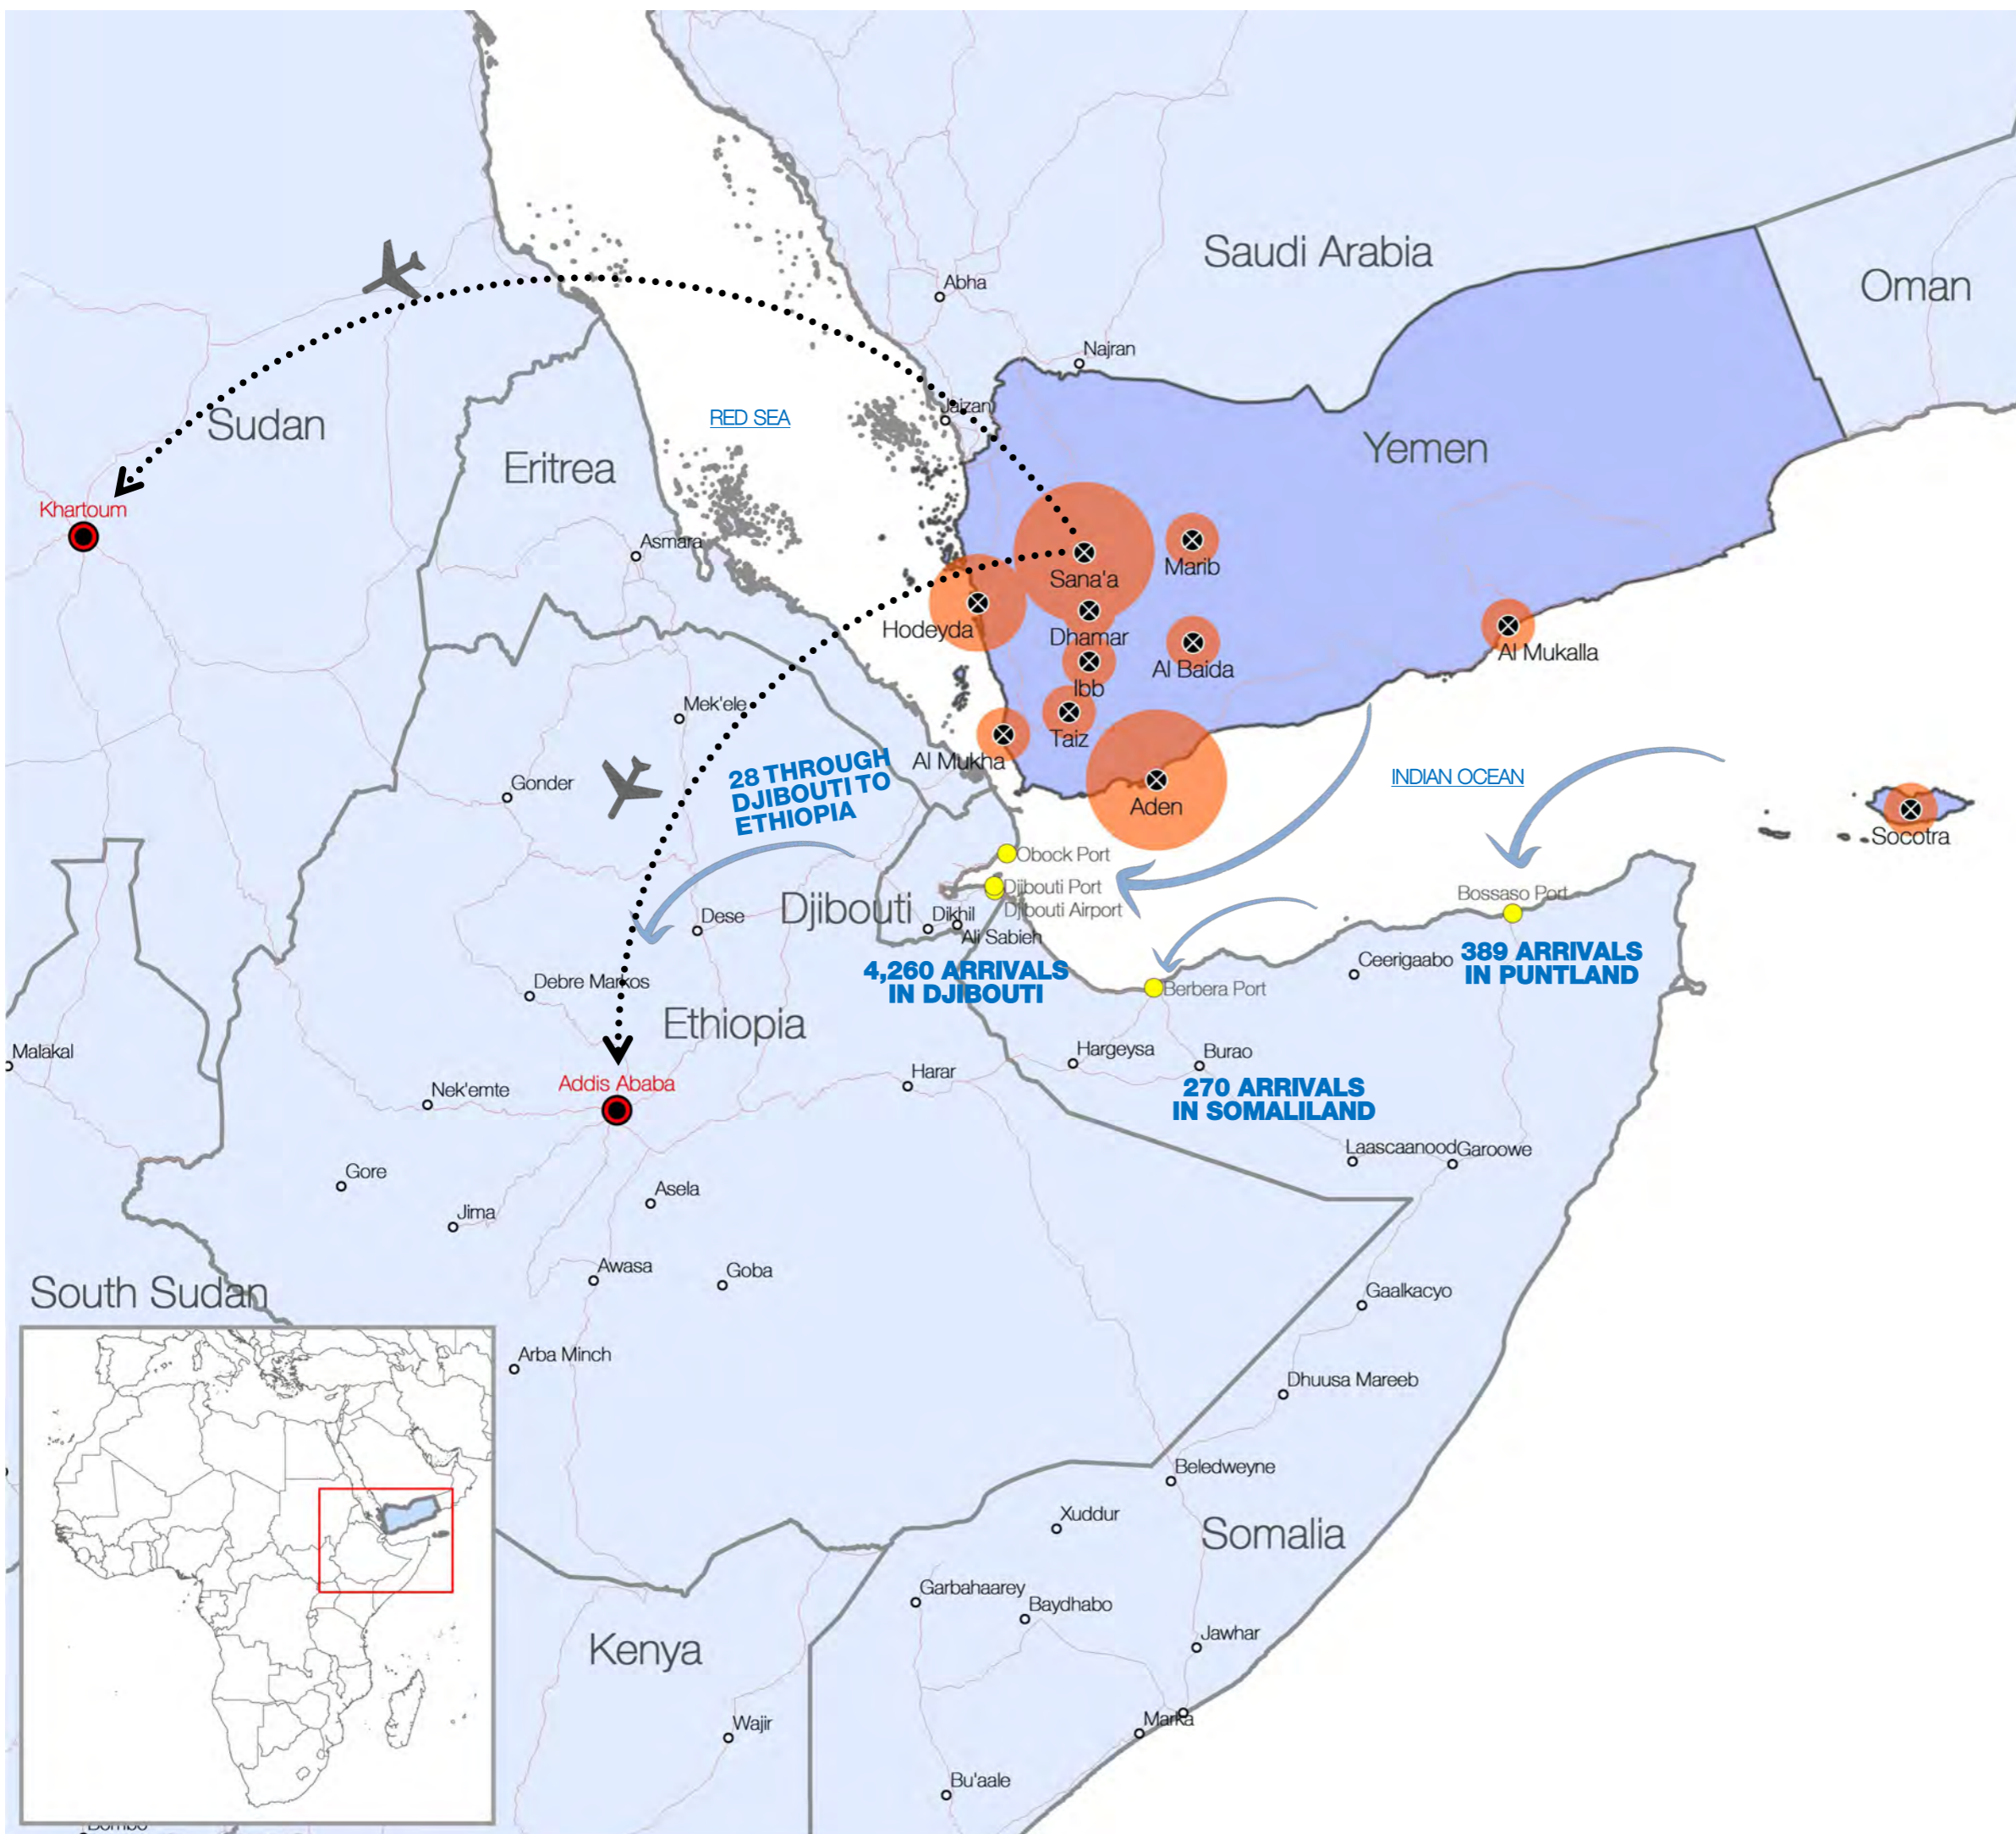 Saudi Arabia
Oman
Abha
Najran
Jaizan
RED SEA
Sudan
Eritrea
Yemen
Khartoum
Asmara
Sana'a
Marib
Hodeyda
Dhamar
Al Baida
Al Mukalla
Ibb
Taiz
Al Mukha
Aden
Mek'ele
Gonder
28 THROUGH
DJIBOUTI TO
ETHIOPIA
INDIAN OCEAN
Socotra
Obock Port
Djibouti Port
Djibouti Airport
Djibouti
Dikhil
Ali Sabieh
Dese
Bossaso Port
4,260 ARRIVALS
IN DJIBOUTI
Ceerigaabo
389 ARRIVALS
IN PUNTLAND
Debre Markos
Berbera Port
Ethiopia
Malakal
Hargeysa
Burao
Addis Ababa
Nek'emte
Harar
270 ARRIVALS
IN SOMALILAND
Laascaanood
Garoowe
Gore
Asela
Jima
Awasa
Goba
South Sudan
Gaalkacyo
Arba Minch
Dhuusa Mareeb
Beledweyne
Xuddur
Somalia
Garbahaarey
Baydhabo
Jawhar
Kenya
Marka
Wajir
Bu'aale